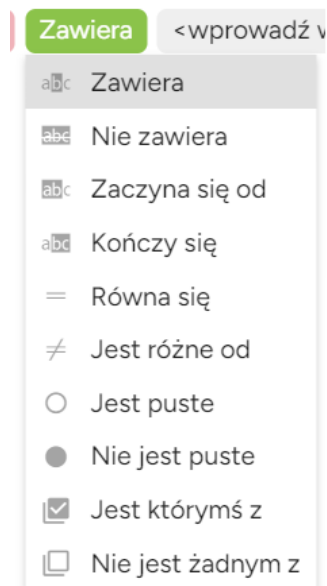 Zawiera <wprowadź
Zawiera
Nie zawiera
Zaczyna się od
Kończy się
Równa się
Jest różne od
Jest puste
Nie jest puste
Jest którymś z
Nie jest żadnym z